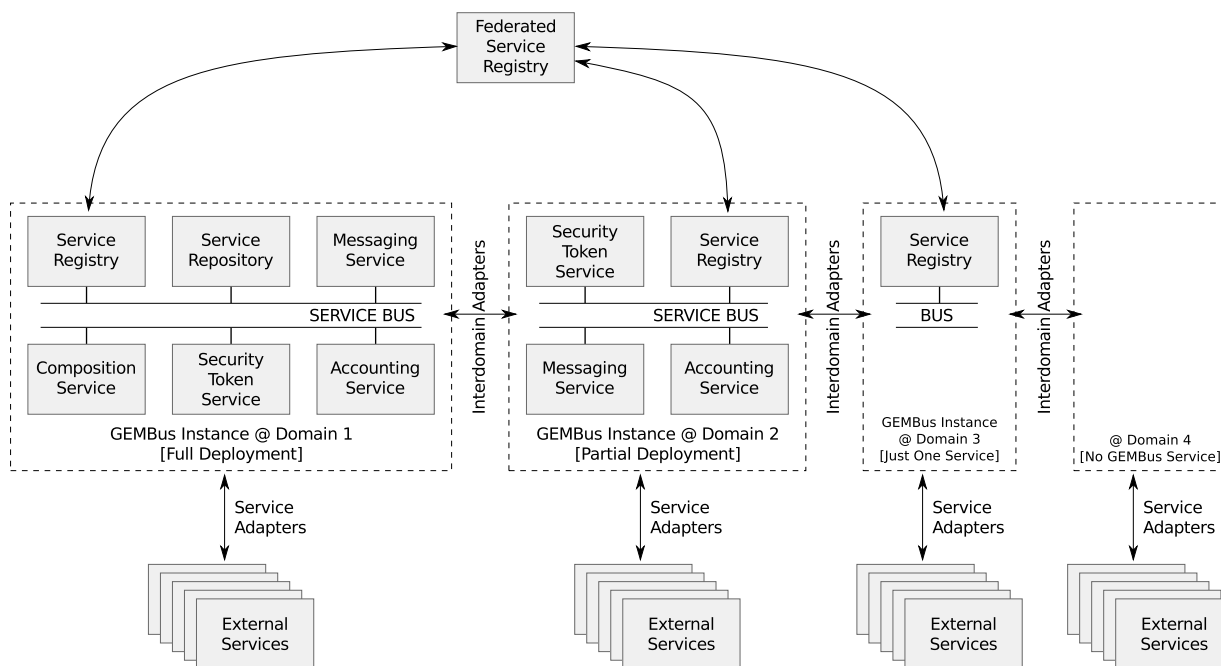 Federated
Service
Registry
Service
Registry
Service
Repository
Messaging
Service
SERVICE BUS
Composition
Service
Security
Token
Service
Accounting
Service
GEMBus Instance @ Domain 1
[Full Deployment]
Interdomain Adapters
Security
Token
Service
Service
Registry
SERVICE BUS
Messaging
Service
Accounting
Service
GEMBus Instance @ Domain 2
[Partial Deployment]
Interdomain Adapters
Service
Registry
BUS
GEMBus Instance
@ Domain 3
[Just One Service]
Interdomain Adapters
@ Domain 4
[No GEMBus Service]
Service
Adapters
Service
Adapters
Service
Adapters
Service
Adapters
External
Services
External
Services
External
Services
External
Services